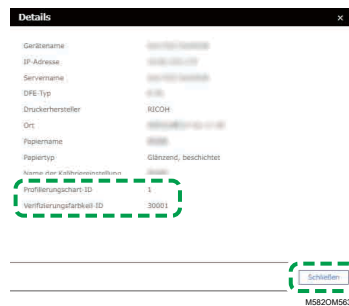 Details ×
Gerätename
IP-Adresse
Servername
DFE-Typ
Druckerhersteller RICOH
Ort
Papiername
Papiertyp Glänzend, beschichtet
Name der Kalibriereinstellung
Profilierungschart-ID 1
Verifizierungsfarbkeil-ID 30001
Schließen
M582OM563